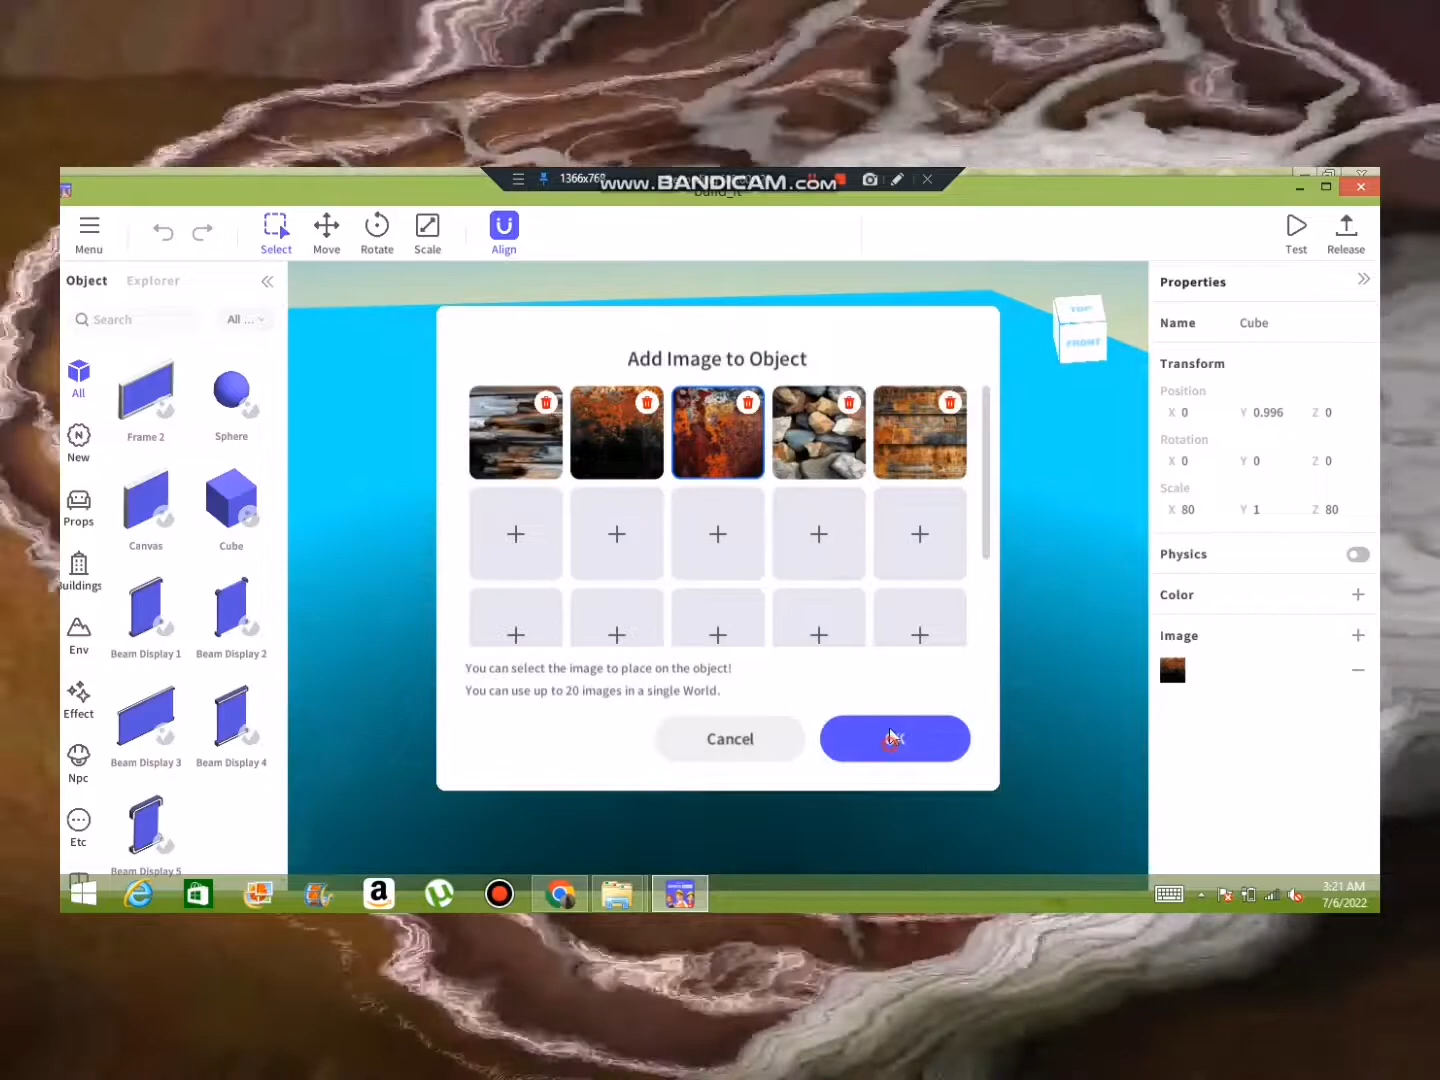 1366x768
www.BANDICAM.com
Menu
Select
Move
Rotate
Scale
Align
Test
Release
Object
Explorer
Search
All ...
All
New
Props
uildings
Env
Effect
Npc
Etc
Frame 2
Sphere
Canvas
Cube
Beam Display 1
Beam Display 2
Beam Display 3
Beam Display 4
Beam Display 5
Add Image to Object
You can select the image to place on the object!
You can use up to 20 images in a single World.
Cancel
TOP
FRONT
Properties
Name Cube
Transform
Position
X 0 Y 0.996 Z 0
Rotation
X 0 Y 0 Z 0
Scale
X 80 Y 1 Z 80
Physics
Color
Image
3:21 AM
7/6/2022